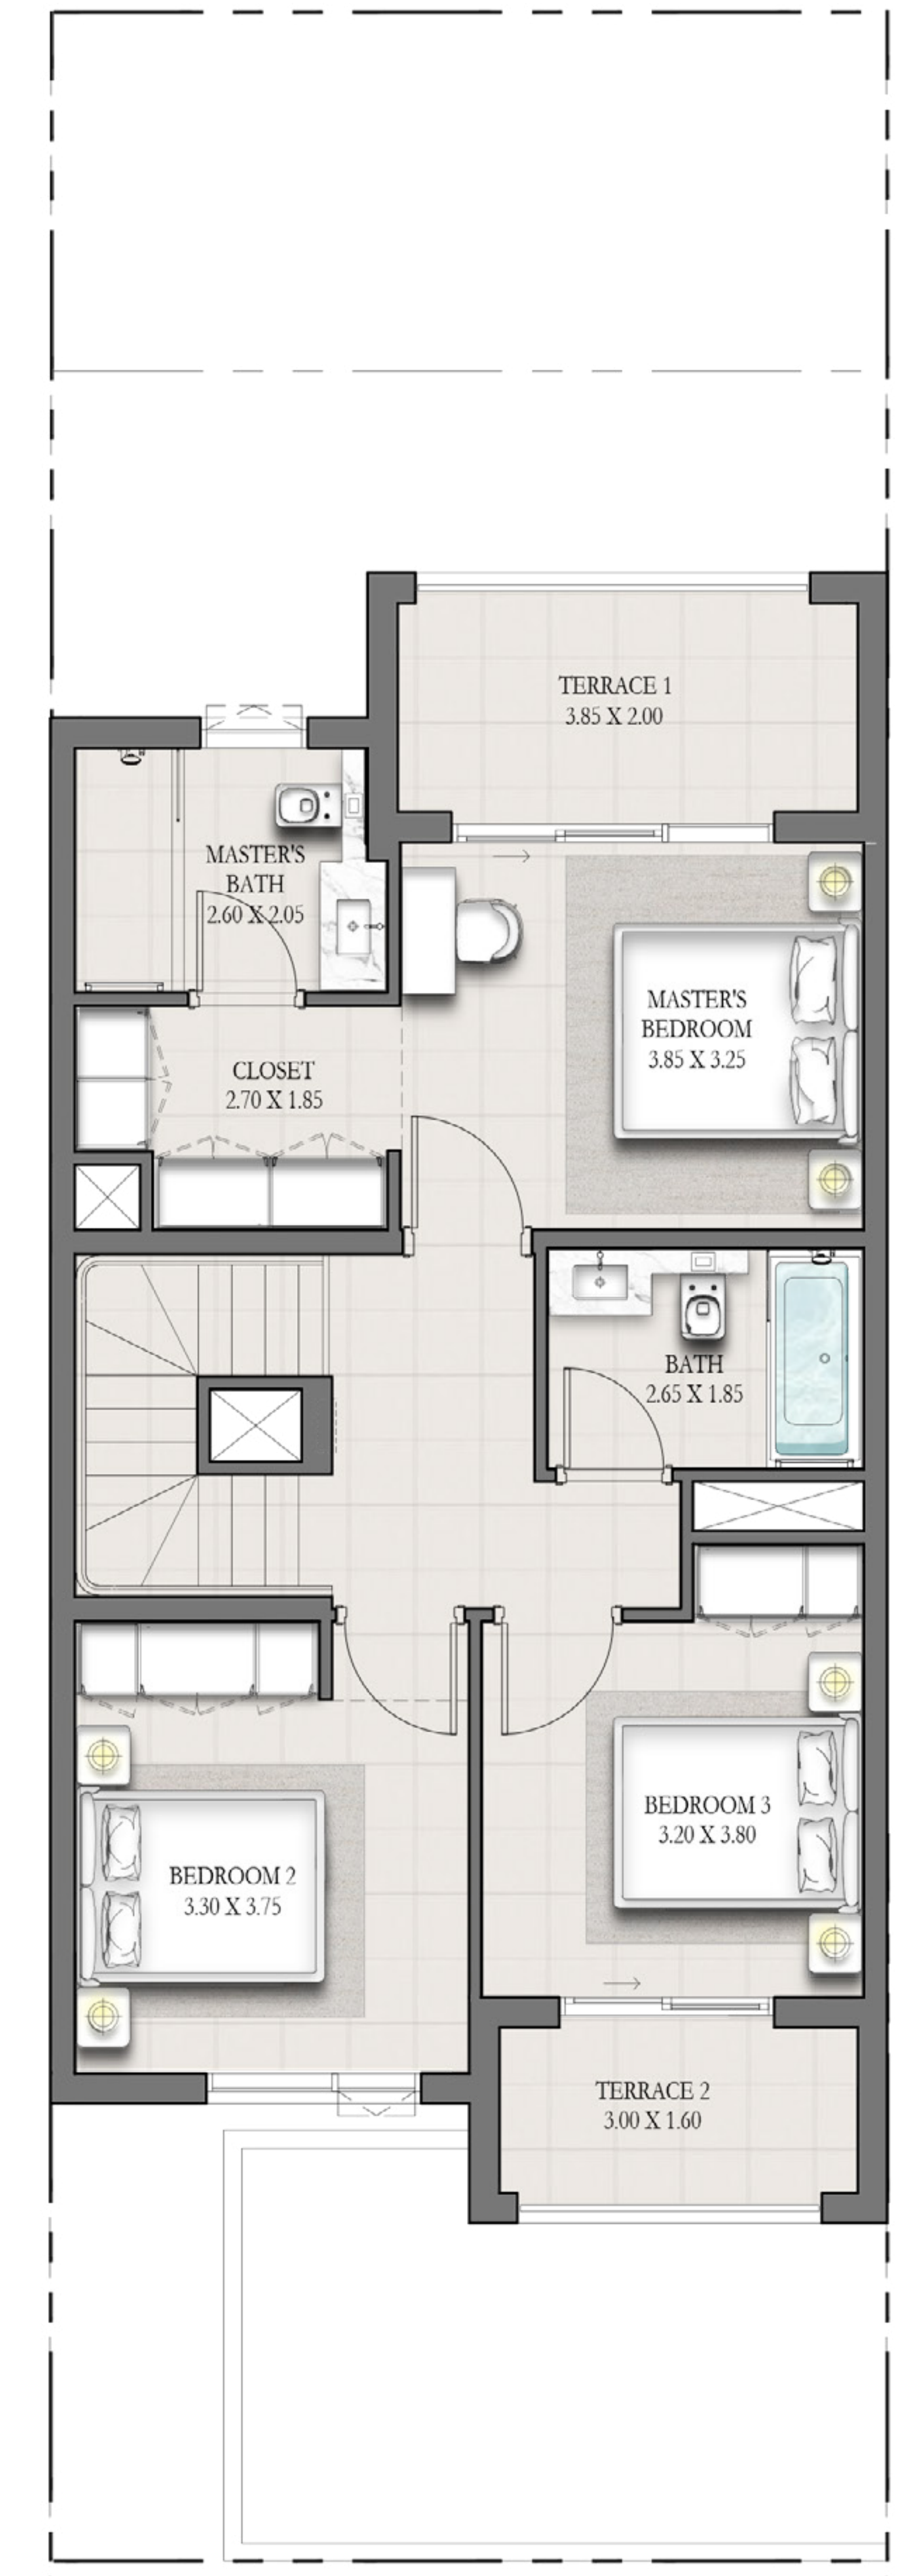 TERRACE 1
3.85 X 2.00
MASTER'S
BATH
2.60 X 2.05
MASTER'S
BEDROOM
3.85 X 3.25
CLOSET
2.70 X 1.85
BATH
2.65 X 1.85
BEDROOM 3
3.20 X 3.80
BEDROOM 2
3.30 X 3.75
TERRACE 2
3.00 X 1.60